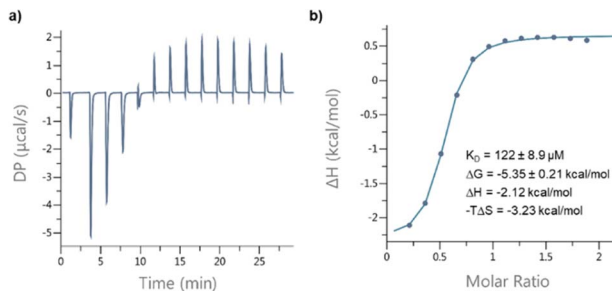 a)
b)
2
1
0
-1
-2
-3
-4
-5
DP (µcal/s)
0 5 10 15 20 25
Time (min)
0.5
0
-0.5
-1
-1.5
-2
ΔH (kcal/mol)
K_D = 122 ± 8.9 µM
ΔG = -5.35 ± 0.21 kcal/mol
ΔH = -2.12 kcal/mol
-TΔS = -3.23 kcal/mol
0 0.5 1 1.5 2
Molar Ratio